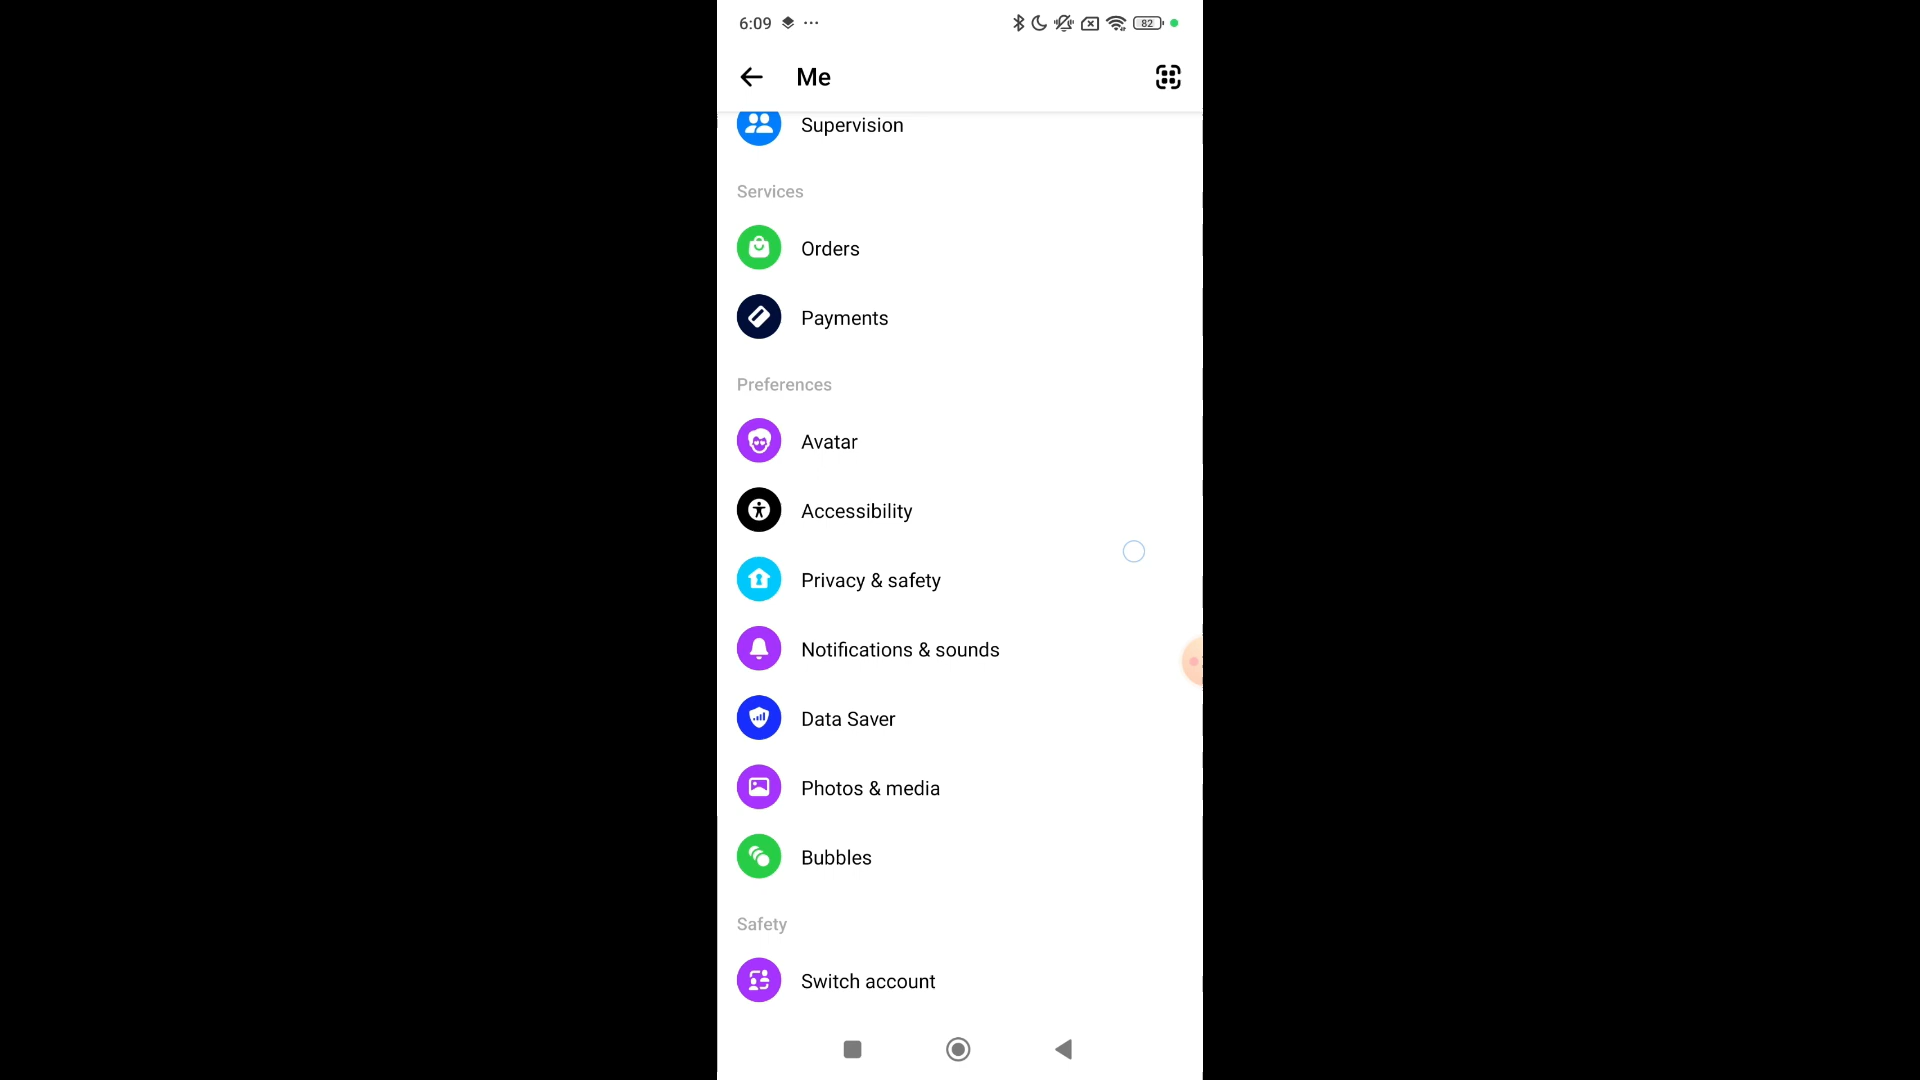 6:09
82
Me
Supervision
Services
Orders
Payments
Preferences
Avatar
Accessibility
Privacy & safety
Notifications & sounds
Data Saver
Photos & media
Bubbles
Safety
Switch account